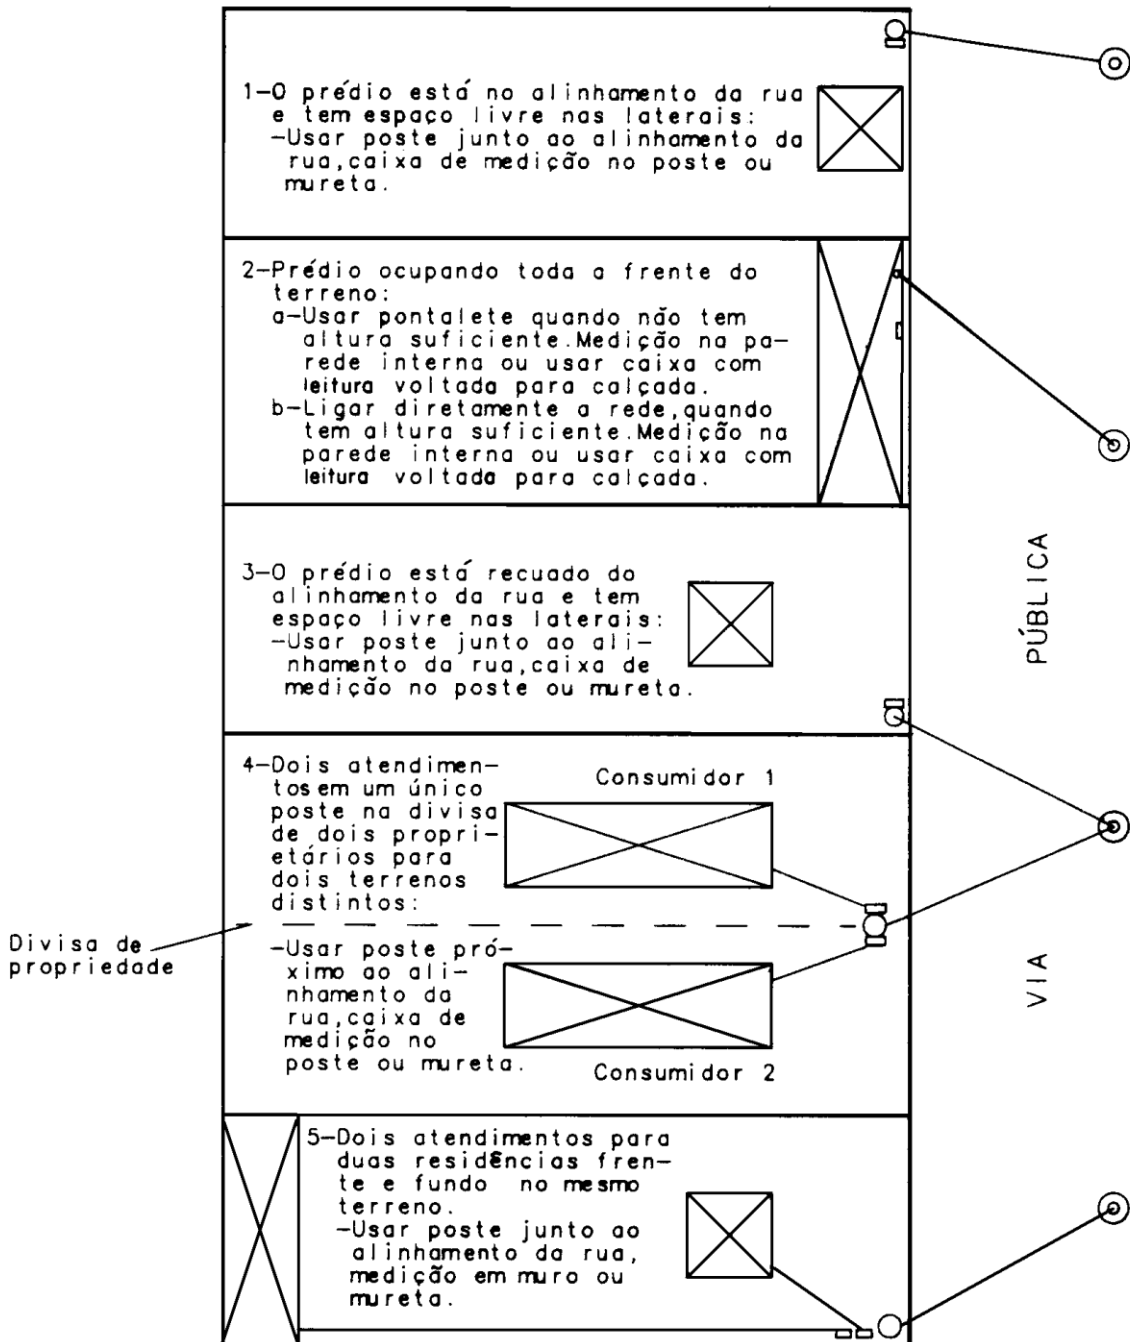 1-O prédio está no alinhamento da rua
e tem espaço livre nas laterais:
-Usar poste junto ao alinhamento da
rua,caixa de medição no poste ou
mureta.
2-Prédio ocupando toda a frente do
terreno:
a-Usar pontalete quando não tem
altura suficiente.Medição na pa-
rede interna ou usar caixa com
leitura voltada para calçada.
b-Ligar diretamente a rede,quando
tem altura suficiente.Medição na
parede interna ou usar caixa com
leitura voltada para calçada.
3-O prédio está recuado do
alinhamento da rua e tem
espaço livre nas laterais:
-Usar poste junto ao ali-
nhamento da rua,caixa de
medição no poste ou mureta.
4-Dois atendimen-
tos em um único
poste na divisa
de dois propri-
etários para
dois terrenos
distintos:
Consumidor 1
Divisa de
propriedade
-Usar poste pró-
ximo ao ali-
nhamento da
rua,caixa de
medição no
poste ou mureta.
Consumidor 2
5-Dois atendimentos para
duas residências fren-
te e fundo no mesmo
terreno.
-Usar poste junto ao
alinhamento da rua,
medição em muro ou
mureta.
VIA PÚBLICA